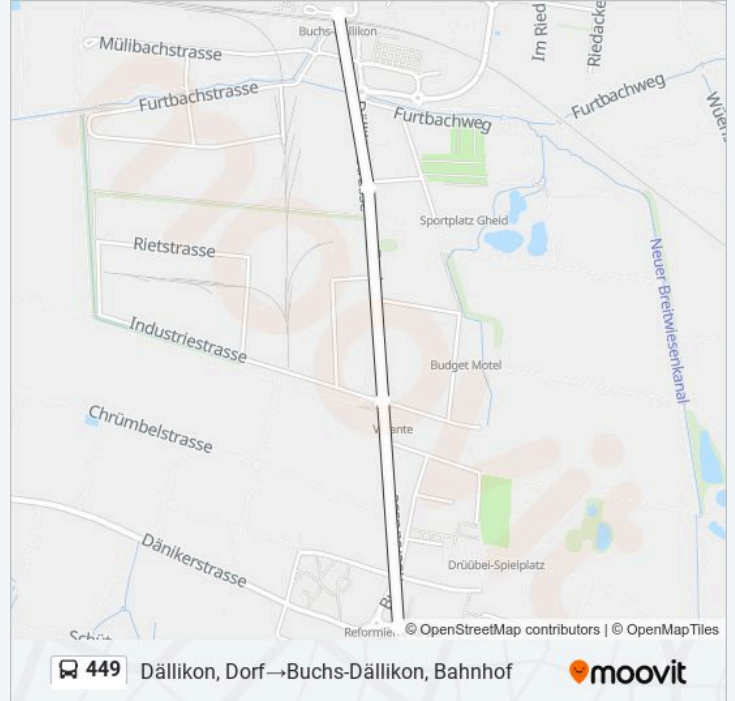 Im Ried
Riedacke
Buchs-Dällikon
Mülibachstrasse
Furtbachstrasse
Furtbachweg
Furtbachweg
Sportplatz Gheid
Rietstrasse
Neuer Breitwiesenkanal
Industriestrasse
Budget Motel
Chrümbelstrasse
Dänikerstrasse
Drüübei-Spielplatz
© OpenStreetMap contributors | © OpenMapTiles
449 Dällikon, Dorf→Buchs-Dällikon, Bahnhof
moovit